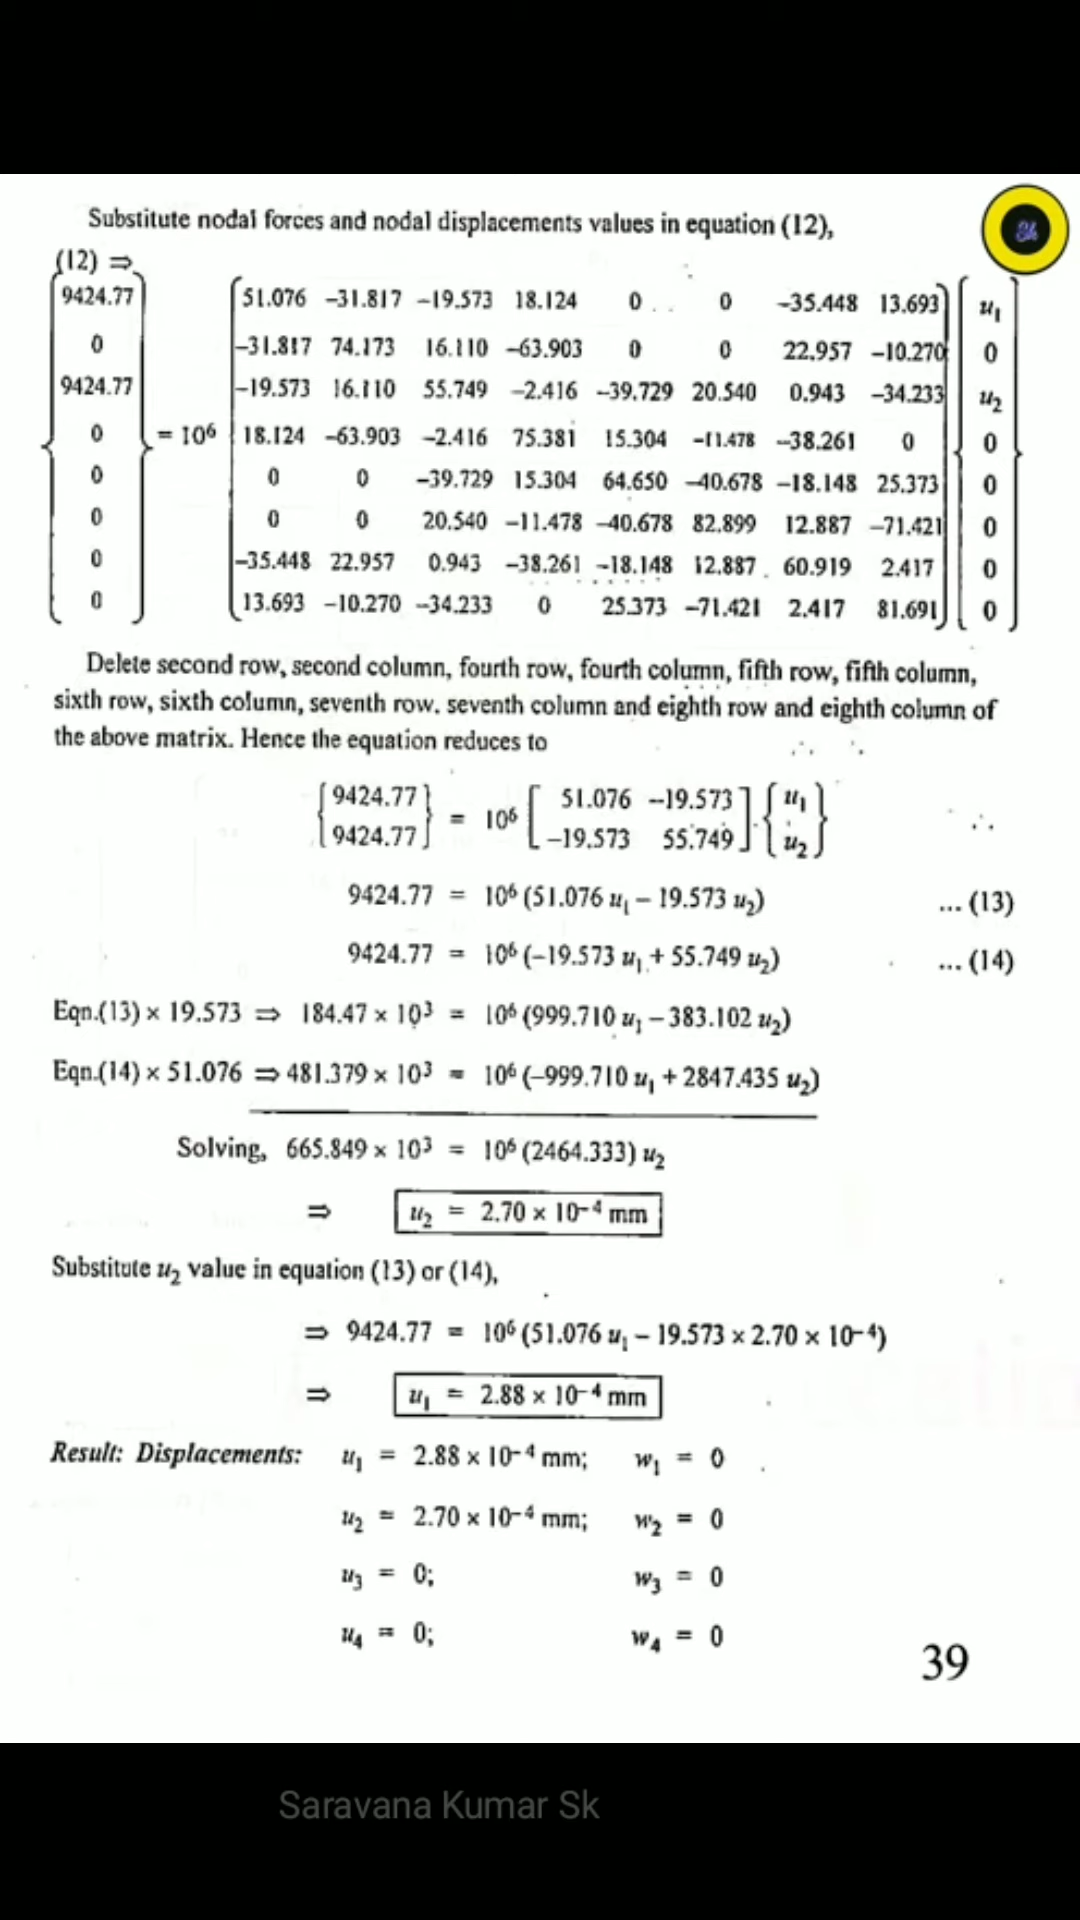 Substitute nodal forces and nodal displacements values in equation (12),
Sk
(12) ⇒
9424.77 51.076 −31.817 −19.573 18.124 0 0 −35.448 13.693 u₁
0 −31.817 74.173 16.110 −63.903 0 0 22.957 −10.270 0
9424.77 −19.573 16.110 55.749 −2.416 −39.729 20.540 0.943 −34.233 u₂
0 = 10⁶ 18.124 −63.903 −2.416 75.381 15.304 −11.478 −38.261 0 0
0 0 0 −39.729 15.304 64.650 −40.678 −18.148 25.373 0
0 0 0 20.540 −11.478 −40.678 82.899 12.887 −71.421 0
0 −35.448 22.957 0.943 −38.261 −18.148 12.887 60.919 2.417 0
0 13.693 −10.270 −34.233 0 25.373 −71.421 2.417 81.691 0
Delete second row, second column, fourth row, fourth column, fifth row, fifth column,
sixth row, sixth column, seventh row. seventh column and eighth row and eighth column of
the above matrix. Hence the equation reduces to
{9424.77} = 10⁶ [51.076 −19.573] {u₁}
{9424.77} [−19.573 55.749] {u₂}
9424.77 = 10⁶ (51.076 u₁ − 19.573 u₂) ... (13)
9424.77 = 10⁶ (−19.573 u₁ + 55.749 u₂) ... (14)
Eqn.(13) × 19.573 ⇒ 184.47 × 10³ = 10⁶ (999.710 u₁ − 383.102 u₂)
Eqn.(14) × 51.076 ⇒ 481.379 × 10³ = 10⁶ (−999.710 u₁ + 2847.435 u₂)
Solving, 665.849 × 10³ = 10⁶ (2464.333) u₂
⇒ u₂ = 2.70 × 10⁻⁴ mm
Substitute u₂ value in equation (13) or (14),
⇒ 9424.77 = 10⁶ (51.076 u₁ − 19.573 × 2.70 × 10⁻⁴)
⇒ u₁ = 2.88 × 10⁻⁴ mm
Result: Displacements: u₁ = 2.88 × 10⁻⁴ mm; w₁ = 0
u₂ = 2.70 × 10⁻⁴ mm; w₂ = 0
u₃ = 0; w₃ = 0
u₄ = 0; w₄ = 0
39
Saravana Kumar Sk